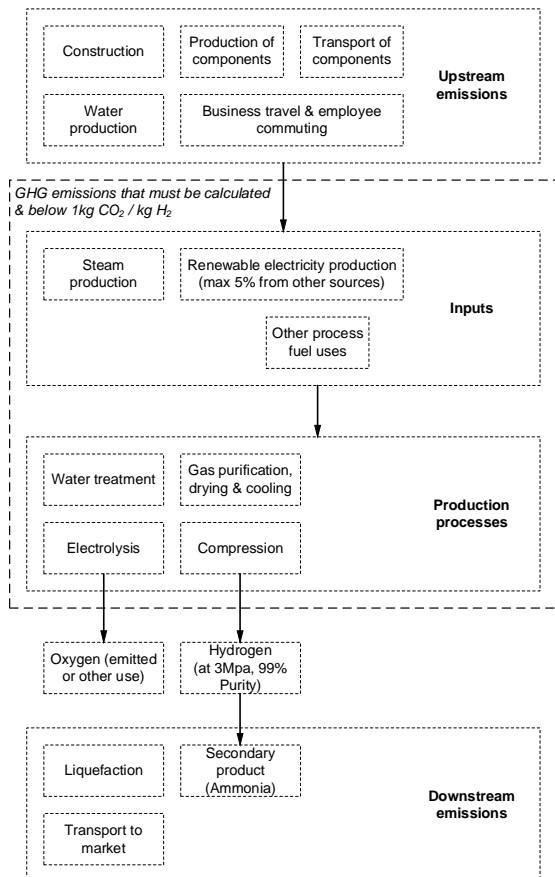 Construction
Production of
components
Transport of
components
Upstream
emissions
Water
production
Business travel & employee
commuting
GHG emissions that must be calculated
& below 1kg CO₂ / kg H₂
Steam
production
Renewable electricity production
(max 5% from other sources)
Inputs
Other process
fuel uses
Water treatment
Gas purification,
drying & cooling
Production
processes
Electrolysis
Compression
Oxygen (emitted
or other use)
Hydrogen
(at 3Mpa, 99%
Purity)
Liquefaction
Secondary
product
(Ammonia)
Downstream
emissions
Transport to
market